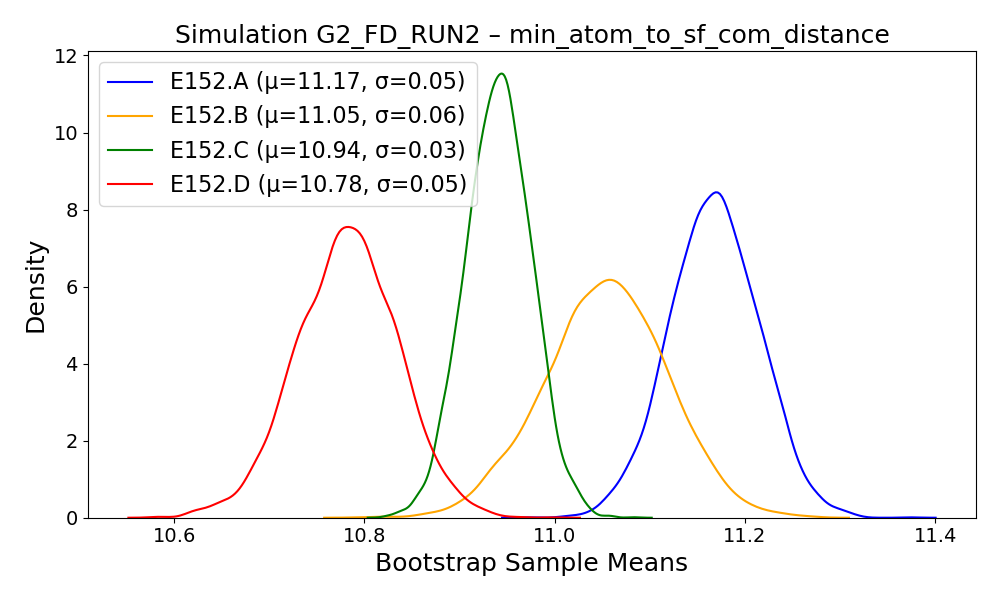 Simulation G2_FD_RUN2 – min_atom_to_sf_com_distance
12
10
8
6
4
2
0
Density
E152.A (μ=11.17, σ=0.05)
E152.B (μ=11.05, σ=0.06)
E152.C (μ=10.94, σ=0.03)
E152.D (μ=10.78, σ=0.05)
10.6 10.8 11.0 11.2 11.4
Bootstrap Sample Means